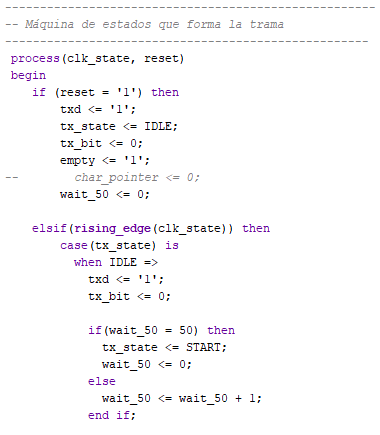 --------------------------------------------------
-- Máquina de estados que forma la trama
-------------------------------------------------
process(clk_state, reset)
begin
if (reset = '1') then
txd <= '1';
tx_state <= IDLE;
tx_bit <= 0;
empty <= '1';
-- char_pointer <= 0;
wait_50 <= 0;
elsif(rising_edge(clk_state)) then
case(tx_state) is
when IDLE =>
txd <= '1';
tx_bit <= 0;
if(wait_50 = 50) then
tx_state <= START;
wait_50 <= 0;
else
wait_50 <= wait_50 + 1;
end if;